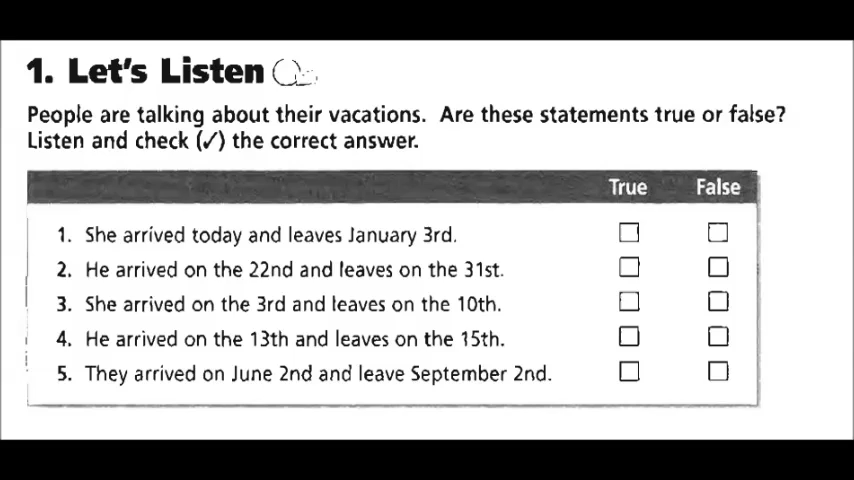 1. Let's Listen
People are talking about their vacations. Are these statements true or false?
Listen and check (✓) the correct answer.
True False
1. She arrived today and leaves January 3rd.
2. He arrived on the 22nd and leaves on the 31st.
3. She arrived on the 3rd and leaves on the 10th.
4. He arrived on the 13th and leaves on the 15th.
5. They arrived on June 2nd and leave September 2nd.